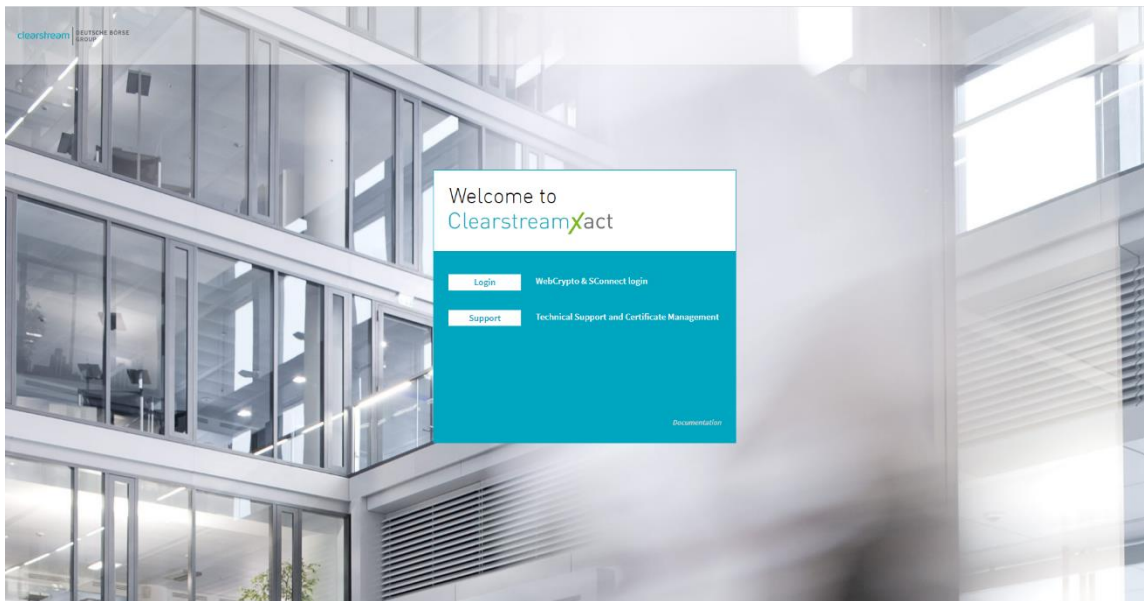 clearstream DEUTSCHE BÖRSE
GROUP
Welcome to
ClearstreamXact
Login WebCrypto & SConnect login
Support Technical Support and Certificate Management
Documentation